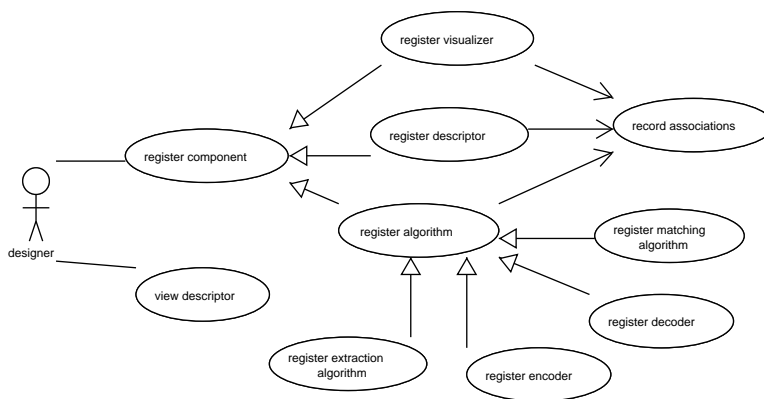 register visualizer
record associations
register descriptor
register component
register algorithm
register matching
algorithm
designer
view descriptor
register decoder
register extraction
algorithm
register encoder